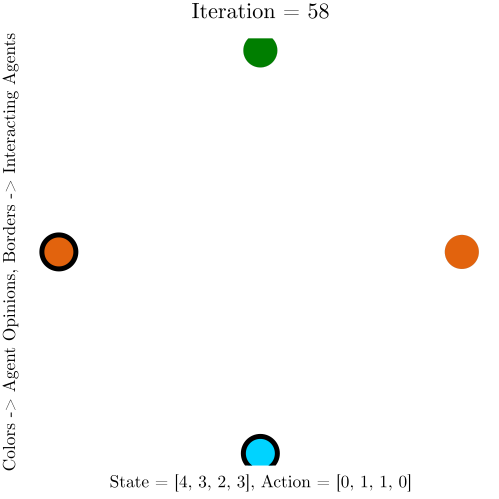 Iteration = 58
Colors -> Agent Opinions, Borders -> Interacting Agents
State = [4, 3, 2, 3], Action = [0, 1, 1, 0]